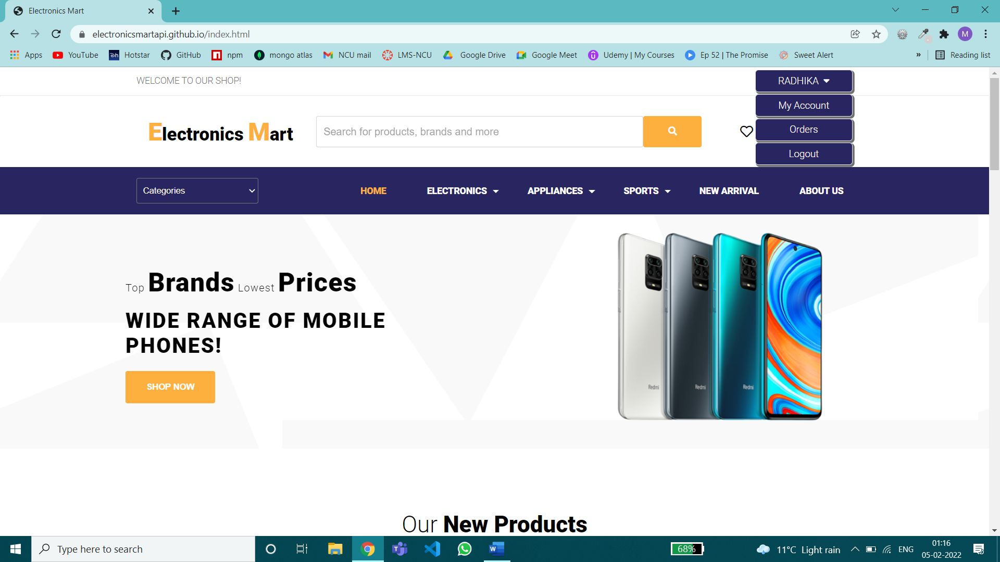 Electronics Mart
electronicsmartapi.github.io/index.html
M
Apps YouTube Hotstar GitHub npm mongo atlas NCU mail LMS-NCU Google Drive Google Meet Udemy | My Courses Ep 52 | The Promise Sweet Alert » Reading list
WELCOME TO OUR SHOP!
RADHIKA
My Account
Orders
Logout
Electronics Mart
Search for products, brands and more
Categories
HOME ELECTRONICS APPLIANCES SPORTS NEW ARRIVAL ABOUT US
Top Brands Lowest Prices
WIDE RANGE OF MOBILE
PHONES!
SHOP NOW
Redmi Redmi Redmi
Our New Products
Type here to search
68%
11°C Light rain
ENG
01:16
05-02-2022